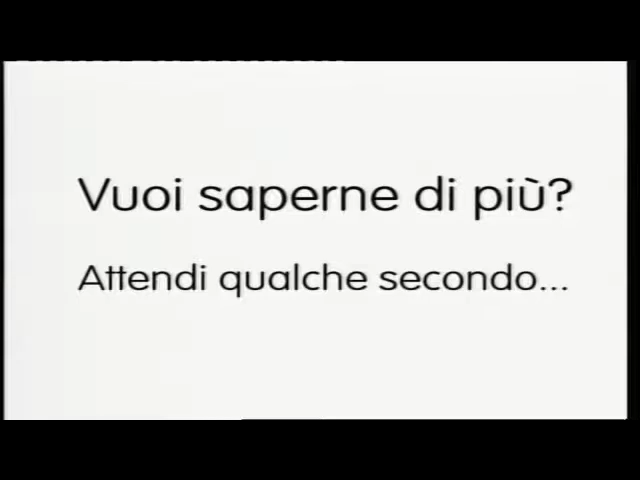 Vuoi saperne di più?
Attendi qualche secondo...